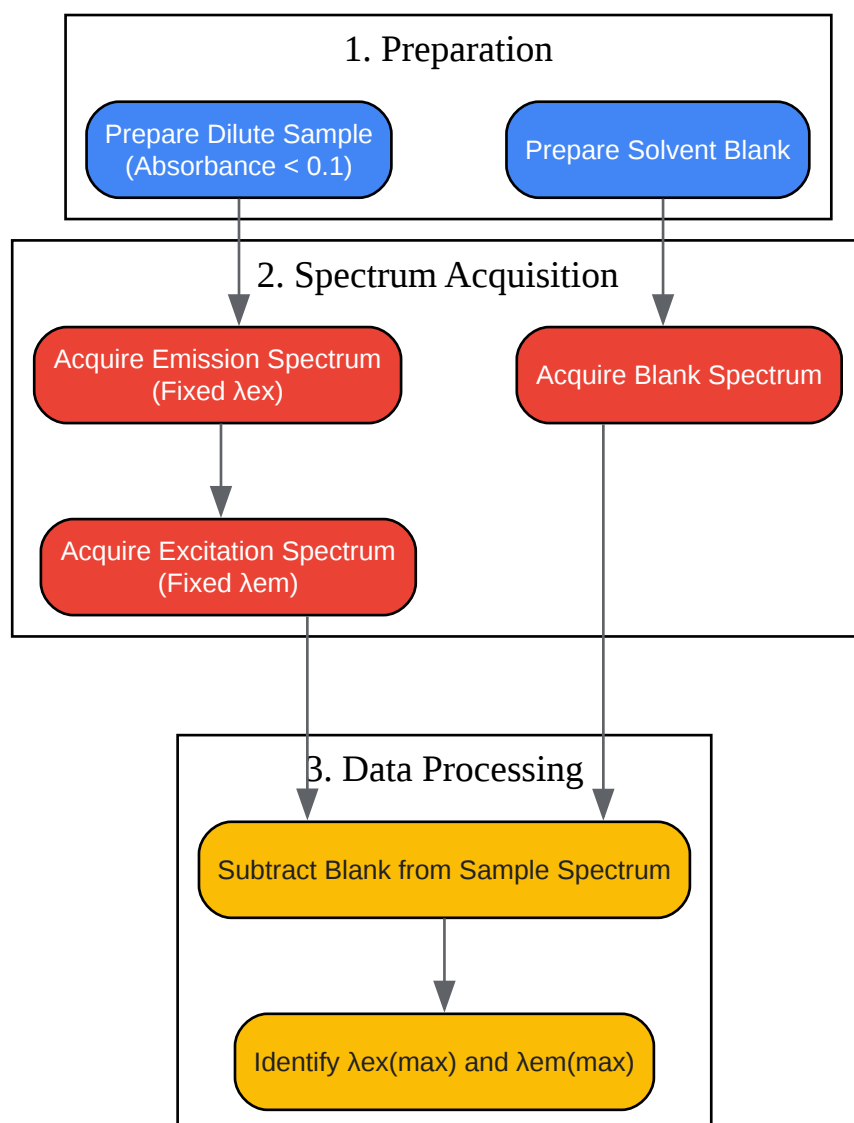 1. Preparation
Prepare Dilute Sample
(Absorbance < 0.1)
Prepare Solvent Blank
2. Spectrum Acquisition
Acquire Emission Spectrum
(Fixed λex)
Acquire Blank Spectrum
Acquire Excitation Spectrum
(Fixed λem)
3. Data Processing
Subtract Blank from Sample Spectrum
Identify λex(max) and λem(max)